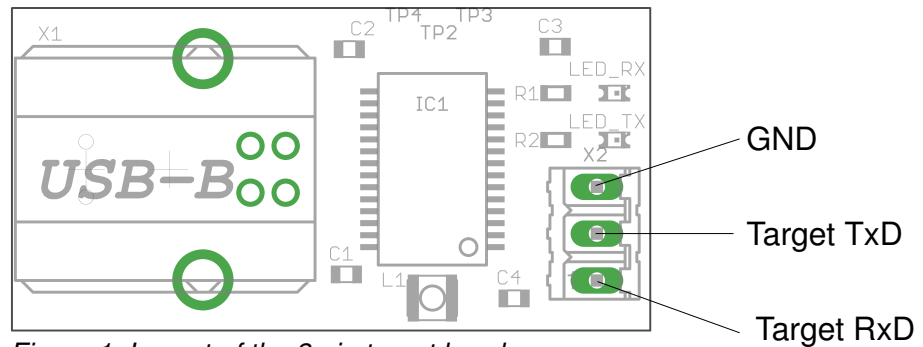 X1
C2
TP4
TP2
TP3
C3
LED_RX
R1
IC1
LED_TX
R2
X2
GND
USB-B
Target TxD
C1
L1
C4
Target RxD